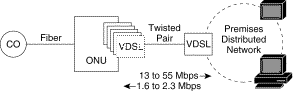 CO
Fiber
ONU
VDSL
Twisted
Pair
VDSL
Premises
Distributed
Network
13 to 55 Mbps
1.6 to 2.3 Mbps